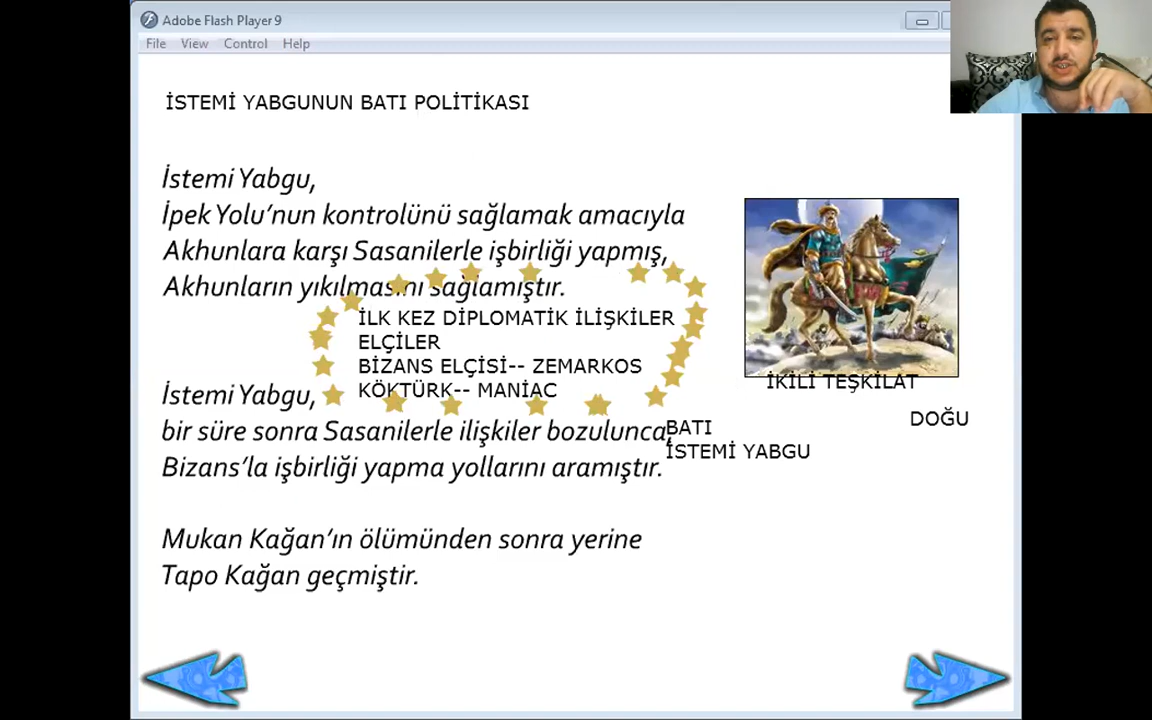 Adobe Flash Player 9
File View Control Help
İSTEMİ YABGUNUN BATI POLİTİKASI
İstemi Yabgu,
İpek Yolu’nun kontrolünü sağlamak amacıyla
Akhunlara karşı Sasanilerle işbirliği yapmış,
Akhunların yıkılmasını sağlamıştır.
İLK KEZ DİPLOMATİK İLİŞKİLER
ELÇİLER
BİZANS ELÇİSİ-- ZEMARKOS
KÖKTÜRK-- MANİAC
İKİLİ TEŞKİLAT
DOĞU
BATI
İSTEMİ YABGU
İstemi Yabgu,
bir süre sonra Sasanilerle ilişkiler bozulunca,
Bizans’la işbirliği yapma yollarını aramıştır.
Mukan Kağan’ın ölümünden sonra yerine
Tapo Kağan geçmiştir.